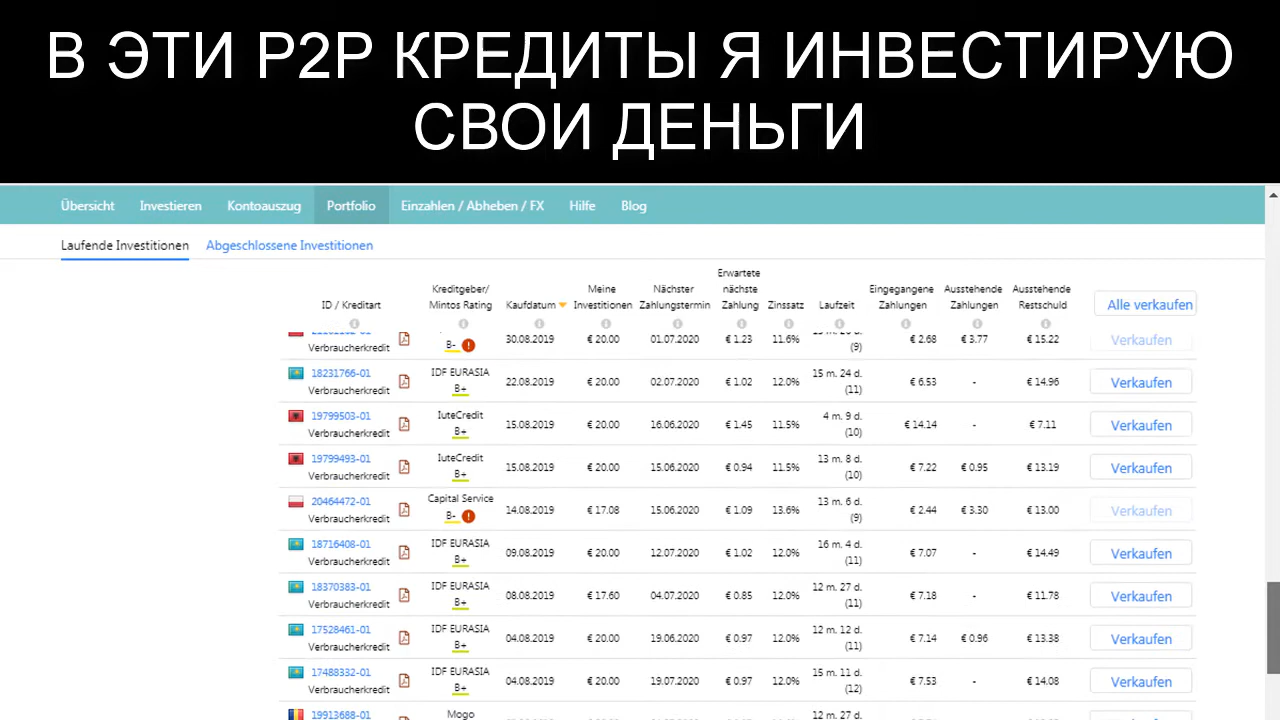 В ЭТИ P2P КРЕДИТЫ Я ИНВЕСТИРУЮ
СВОИ ДЕНЬГИ
Übersicht Investieren Kontoauszug Portfolio Einzahlen / Abheben / FX Hilfe Blog
Laufende Investitionen Abgeschlossene Investitionen
ID / Kreditart Kreditgeber/ Mintos Rating Kaufdatum Meine Investitionen Nächster Zahlungstermin Erwartete nächste Zahlung Zinssatz Laufzeit Eingegangene Zahlungen Ausstehende Zahlungen Ausstehende Restschuld Alle verkaufen
Verbraucherkredit B- 30.08.2019 € 20.00 01.07.2020 € 1.23 11.6% (9) € 2.68 € 3.77 € 15.22 Verkaufen
18231766-01 IDF EURASIA 15 m. 24 d.
Verbraucherkredit B+ 22.08.2019 € 20.00 02.07.2020 € 1.02 12.0% (11) € 6.53 - € 14.96 Verkaufen
19799503-01 IuteCredit 4 m. 9 d.
Verbraucherkredit B+ 15.08.2019 € 20.00 16.06.2020 € 1.45 11.5% (10) € 14.14 - € 7.11 Verkaufen
19799493-01 IuteCredit 13 m. 8 d.
Verbraucherkredit B+ 15.08.2019 € 20.00 15.06.2020 € 0.94 11.5% (10) € 7.22 € 0.95 € 13.19 Verkaufen
20464472-01 Capital Service 13 m. 6 d.
Verbraucherkredit B- 14.08.2019 € 17.08 15.06.2020 € 1.09 13.6% (9) € 2.44 € 3.30 € 13.00 Verkaufen
18716408-01 IDF EURASIA 16 m. 4 d.
Verbraucherkredit B+ 09.08.2019 € 20.00 12.07.2020 € 1.02 12.0% (11) € 7.07 - € 14.49 Verkaufen
18370383-01 IDF EURASIA 12 m. 27 d.
Verbraucherkredit B+ 08.08.2019 € 17.60 04.07.2020 € 0.85 12.0% (11) € 7.18 - € 11.78 Verkaufen
17528461-01 IDF EURASIA 12 m. 12 d.
Verbraucherkredit B+ 04.08.2019 € 20.00 19.06.2020 € 0.97 12.0% (11) € 7.14 € 0.96 € 13.38 Verkaufen
17488332-01 IDF EURASIA 15 m. 11 d.
Verbraucherkredit B+ 04.08.2019 € 20.00 19.07.2020 € 0.97 12.0% (12) € 7.53 - € 14.08 Verkaufen
19913688-01 Mogo 12 m. 27 d.